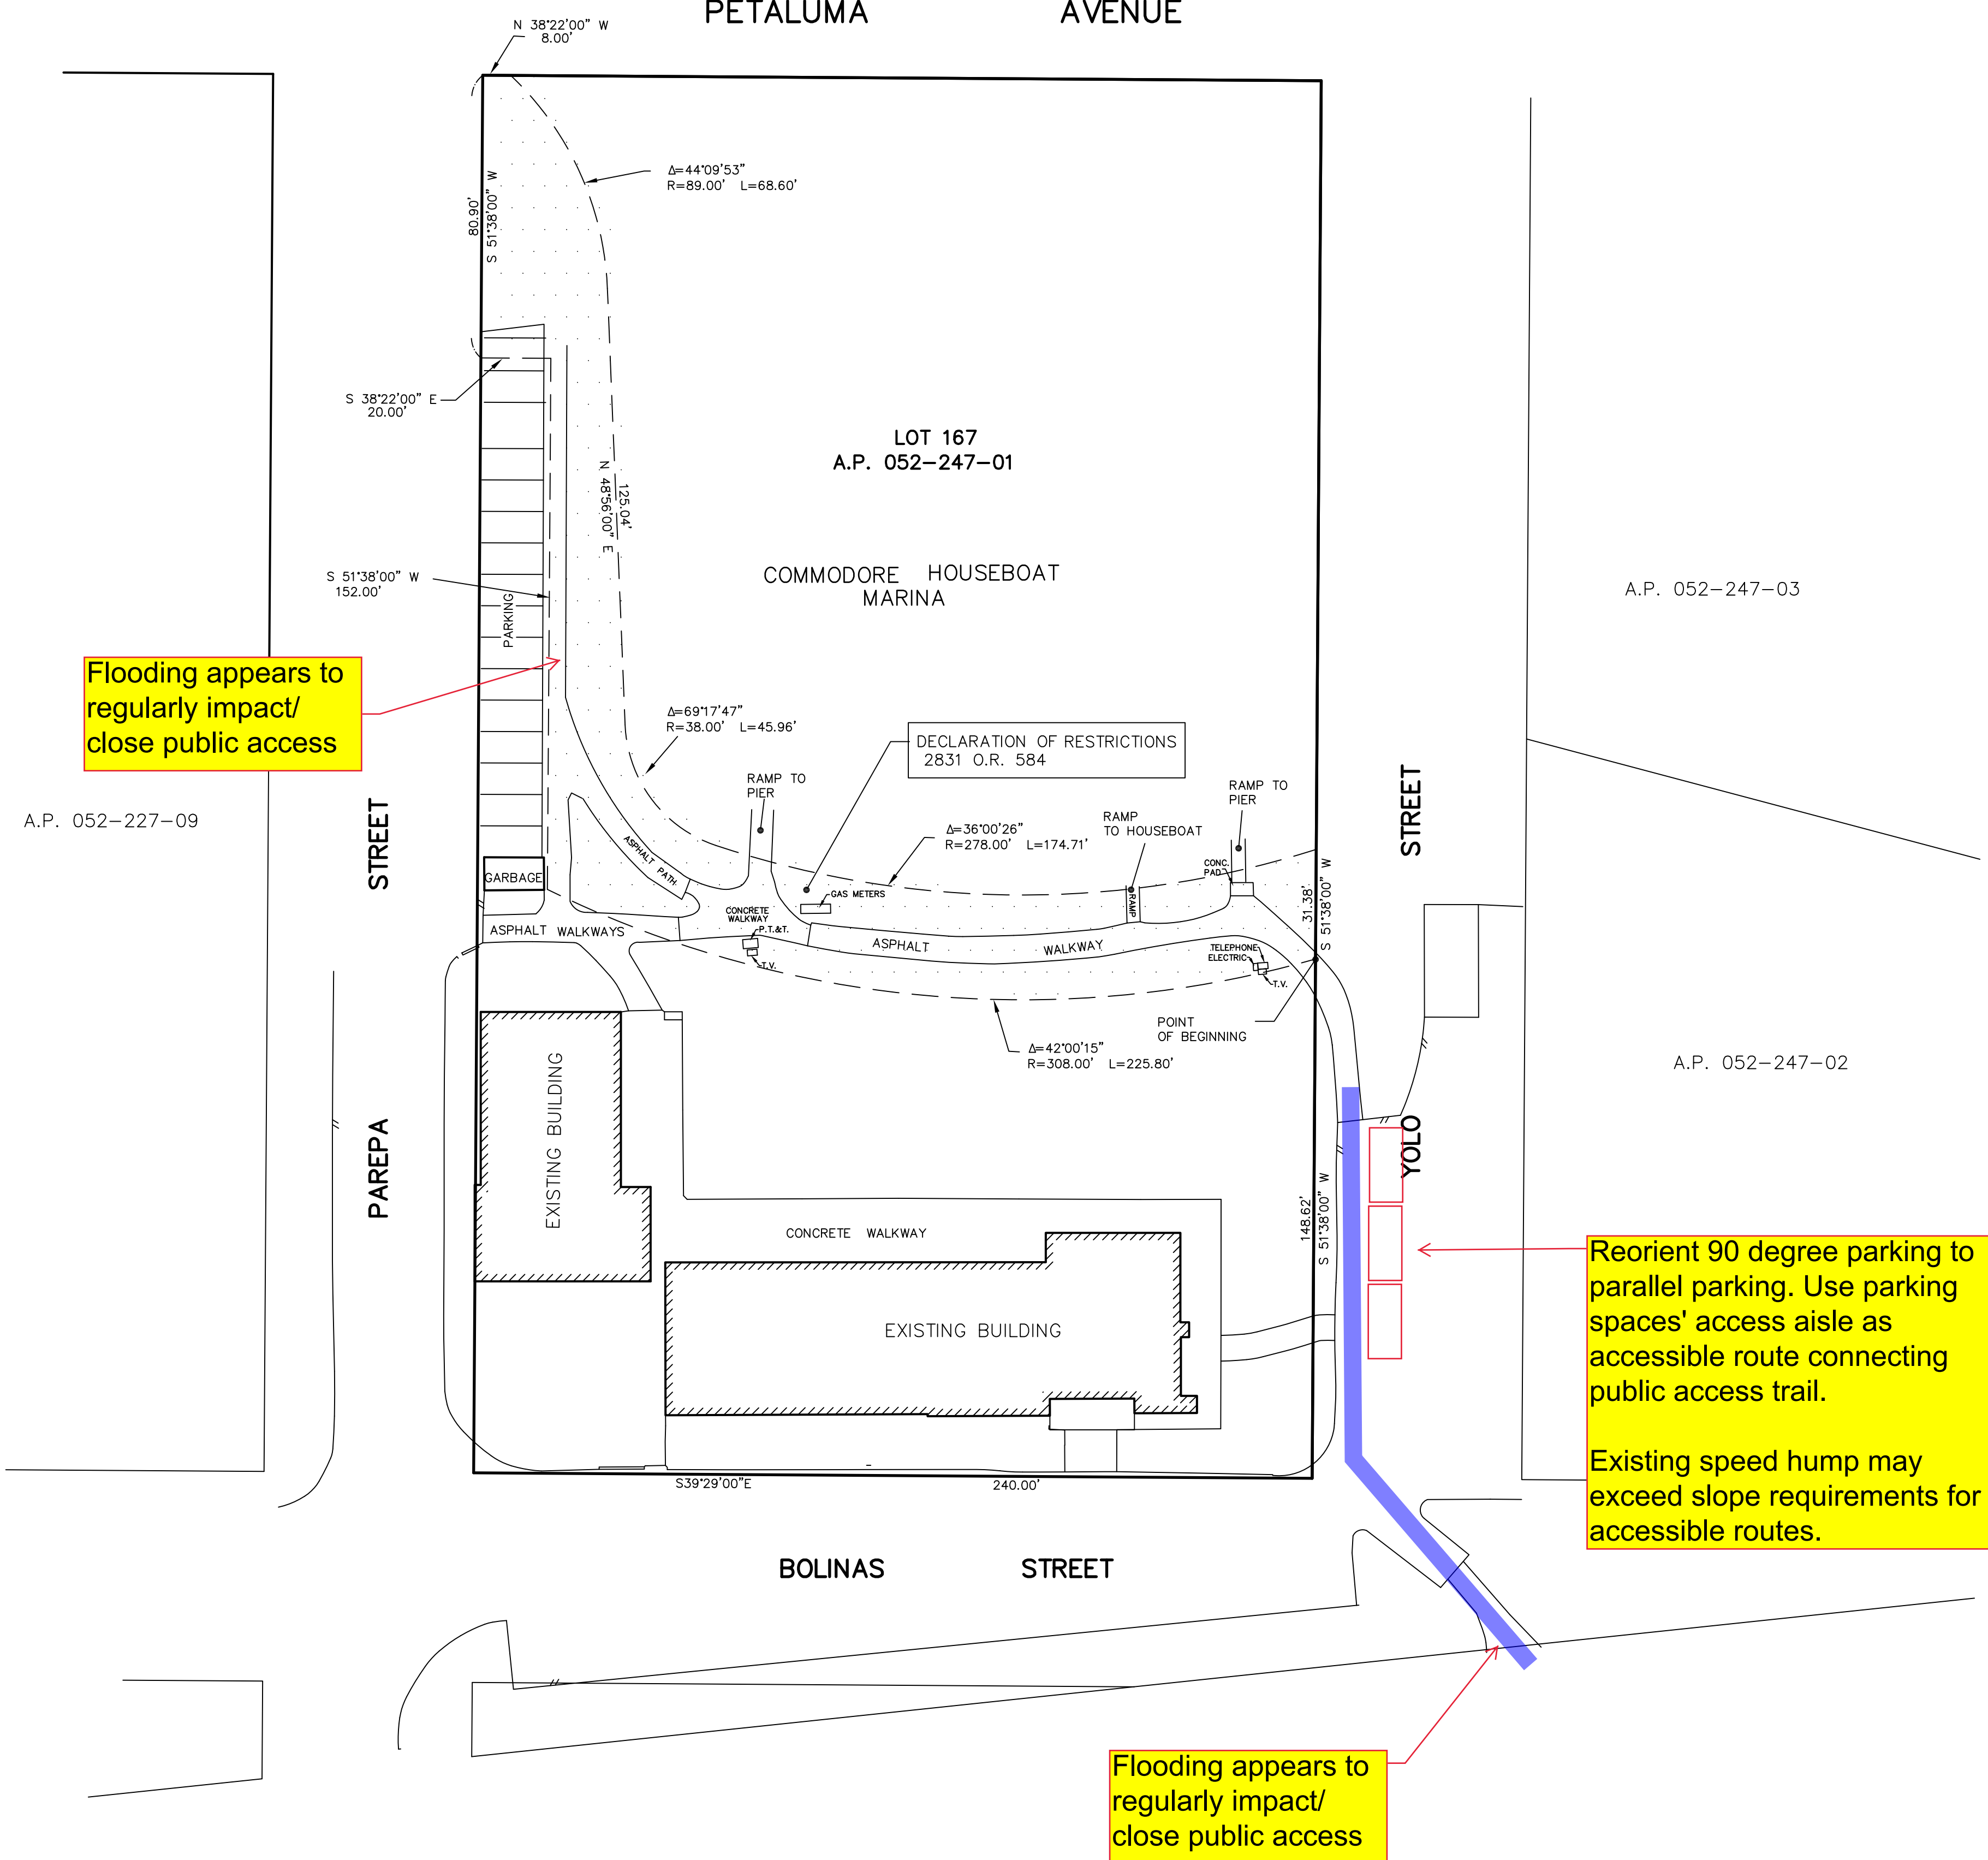 PETALUMA AVENUE
N 38°22'00" W
8.00'
Δ=44°09'53"
R=89.00' L=68.60'
80.90'
S 51°38'00" W
S 38°22'00" E
20.00'
LOT 167
A.P. 052-247-01
125.04'
N 48°56'00" E
S 51°38'00" W
152.00'
PARKING
COMMODORE HOUSEBOAT
MARINA
A.P. 052-247-03
Flooding appears to
regularly impact/
close public access
Δ=69°17'47"
R=38.00' L=45.96'
DECLARATION OF RESTRICTIONS
2831 O.R. 584
RAMP TO
PIER
RAMP TO
PIER
A.P. 052-227-09
PAREPA STREET
YOLO STREET
Δ=36°00'26"
R=278.00' L=174.71'
RAMP
TO HOUSEBOAT
ASPHALT PATH
CONC.
PAD
GARBAGE
GAS METERS
RAMP
31.38'
S 51°38'00" W
CONCRETE
WALKWAY
ASPHALT WALKWAYS
P.T.&T.
T.V.
ASPHALT WALKWAY
TELEPHONE
ELECTRIC
T.V.
POINT
OF BEGINNING
Δ=42°00'15"
R=308.00' L=225.80'
A.P. 052-247-02
EXISTING BUILDING
148.62'
S 51°38'00" W
CONCRETE WALKWAY
EXISTING BUILDING
Reorient 90 degree parking to
parallel parking. Use parking
spaces' access aisle as
accessible route connecting
public access trail.
Existing speed hump may
exceed slope requirements for
accessible routes.
S39°29'00"E 240.00'
BOLINAS STREET
Flooding appears to
regularly impact/
close public access